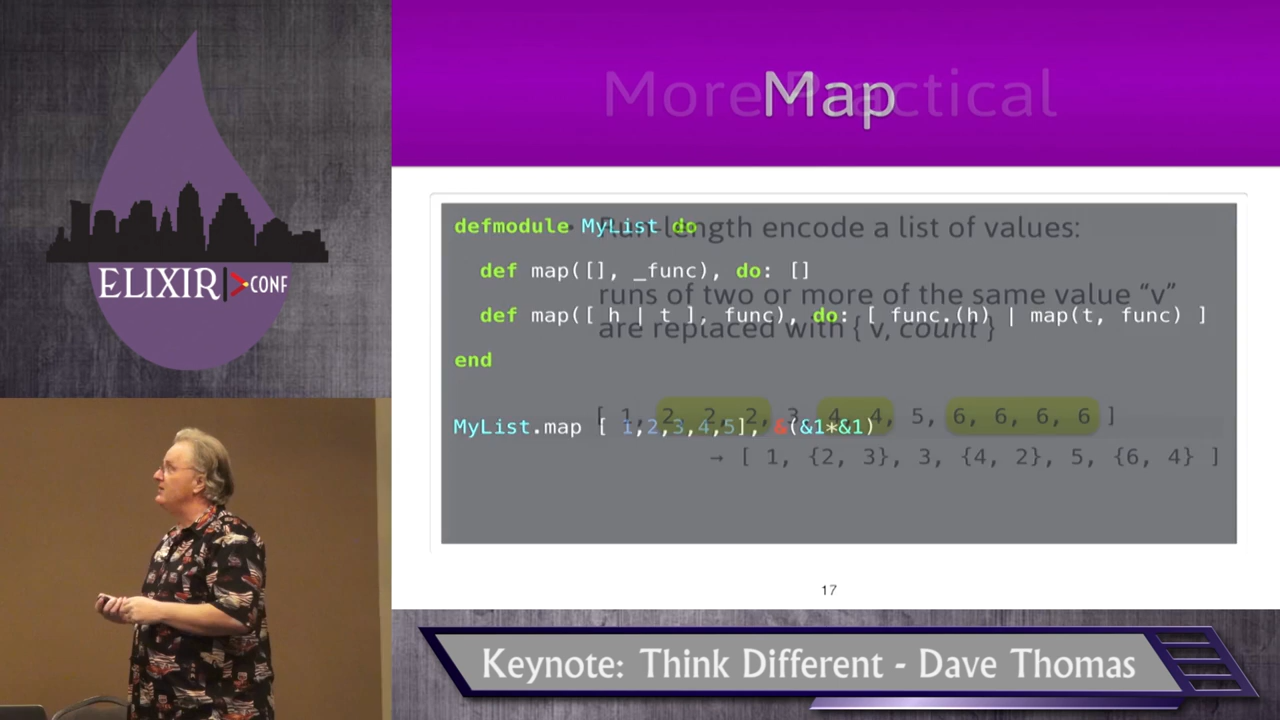 ELIXIR|>CONF
More Practical
Map
defmodule MyList do
def map([], _func), do: []
def map([ h | t ], func), do: [ func.(h) | map(t, func) ]
end
MyList.map [ 1,2,3,4,5], &(&1*&1)
Run-length encode a list of values:
runs of two or more of the same value “v”
are replaced with { v, count }
[ 1, 2, 2, 2, 3, 4, 4, 5, 6, 6, 6, 6 ]
→ [ 1, {2, 3}, 3, {4, 2}, 5, {6, 4} ]
17
Keynote: Think Different - Dave Thomas